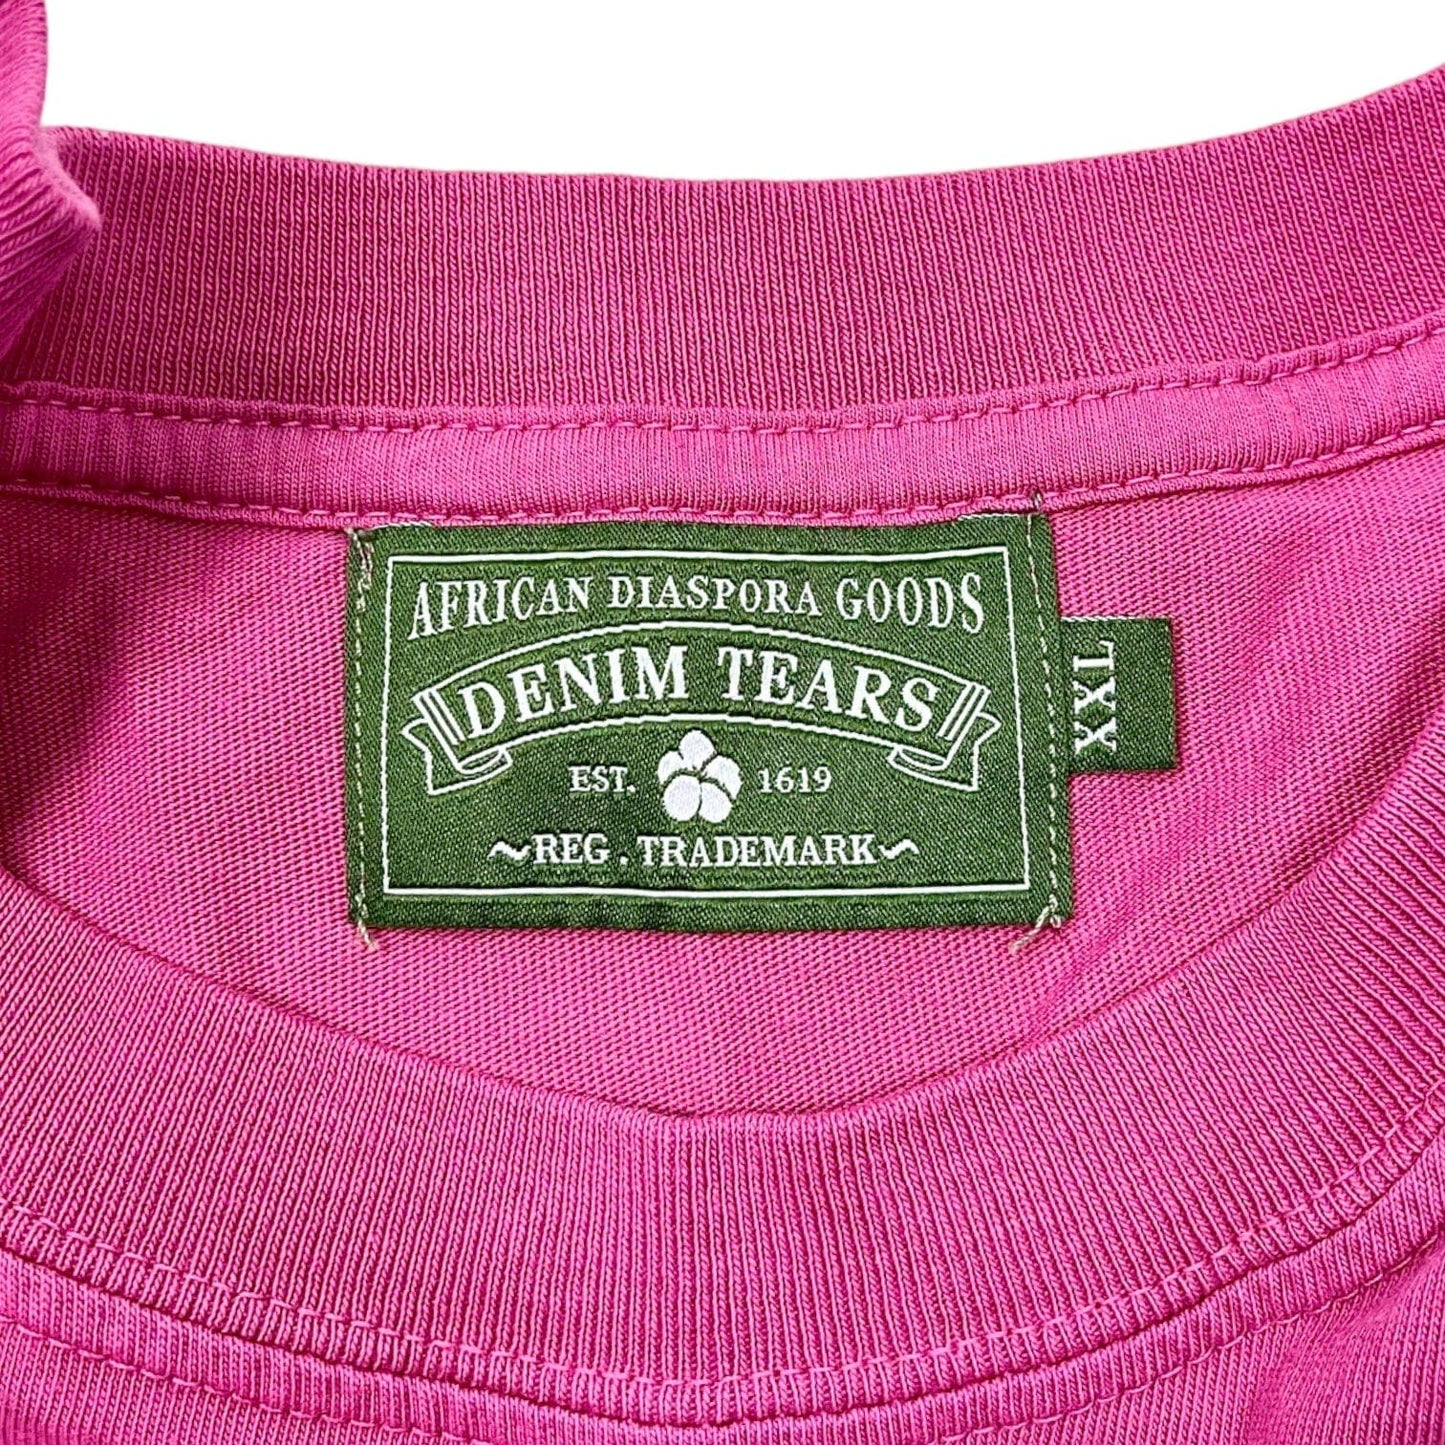 AFRICAN DIASPORA GOODS
DENIM TEARS
EST. 1619
~REG. TRADEMARK~
XXL